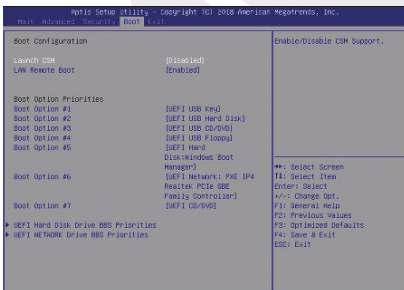 Aptio Setup Utility - Copyright (C) 2018 American Megatrends, Inc.
Main Advanced Security Boot Exit
Boot Configuration
Enable/Disable CSM Support.
Launch CSM [Disabled]
LAN Remote Boot [Enabled]
Boot Option Priorities
Boot Option #1 [UEFI USB Key]
Boot Option #2 [UEFI USB Hard Disk]
Boot Option #3 [UEFI USB CD/DVD]
Boot Option #4 [UEFI USB Floppy]
Boot Option #5 [UEFI Hard
Disk:Windows Boot
Manager]
Boot Option #6 [UEFI Network: PXE IP4
Realtek PCIe GBE
Family Controller]
Boot Option #7 [UEFI CD/DVD]
UEFI Hard Disk Drive BBS Priorities
UEFI NETWORK Drive BBS Priorities
→←: Select Screen
↑↓: Select Item
Enter: Select
+/-: Change Opt.
F1: General Help
F2: Previous Values
F3: Optimized Defaults
F4: Save & Exit
ESC: Exit